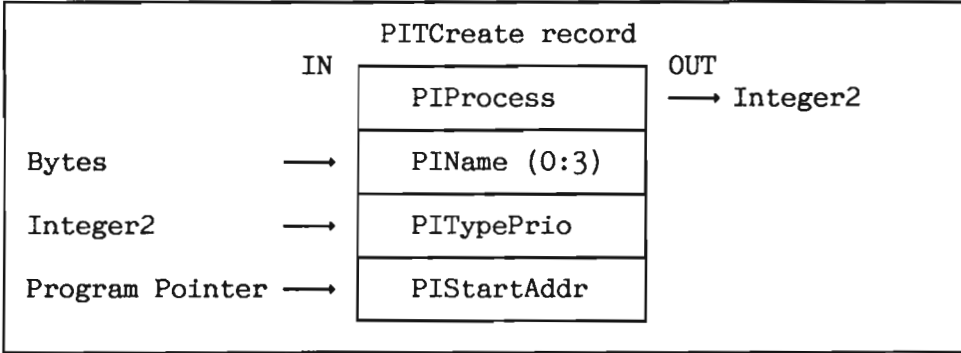 PITCreate record
IN OUT
PIProcess → Integer2
Bytes → PIName (0:3)
Integer2 → PITypePrio
Program Pointer → PIStartAddr